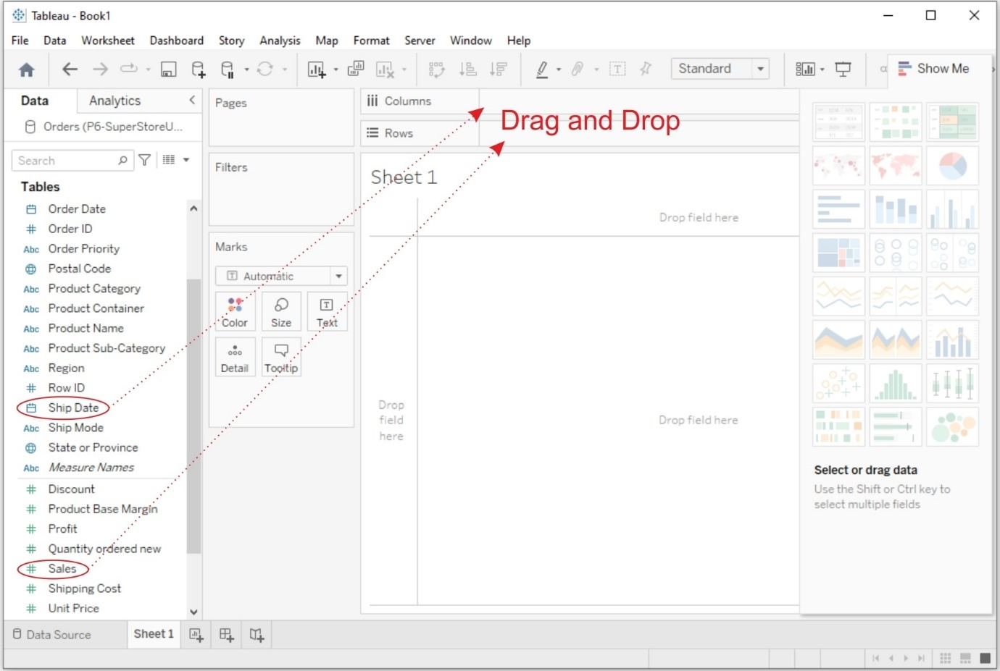 Tableau - Book1
File Data Worksheet Dashboard Story Analysis Map Format Server Window Help
Standard
Show Me
Data Analytics
Orders (P6-SuperStoreU...
Search
Tables
Order Date
Order ID
Abc Order Priority
Postal Code
Abc Product Category
Abc Product Container
Abc Product Name
Abc Product Sub-Category
Abc Region
Row ID
Ship Date
Abc Ship Mode
State or Province
Abc Measure Names
Discount
Product Base Margin
Profit
Quantity ordered new
Sales
Shipping Cost
Unit Price
Pages
Filters
Marks
Automatic
Color Size Text
Detail Tooltip
Columns
Rows
Drag and Drop
Sheet 1
Drop field here
Drop
field
here
Drop field here
Select or drag data
Use the Shift or Ctrl key to
select multiple fields
Data Source Sheet 1